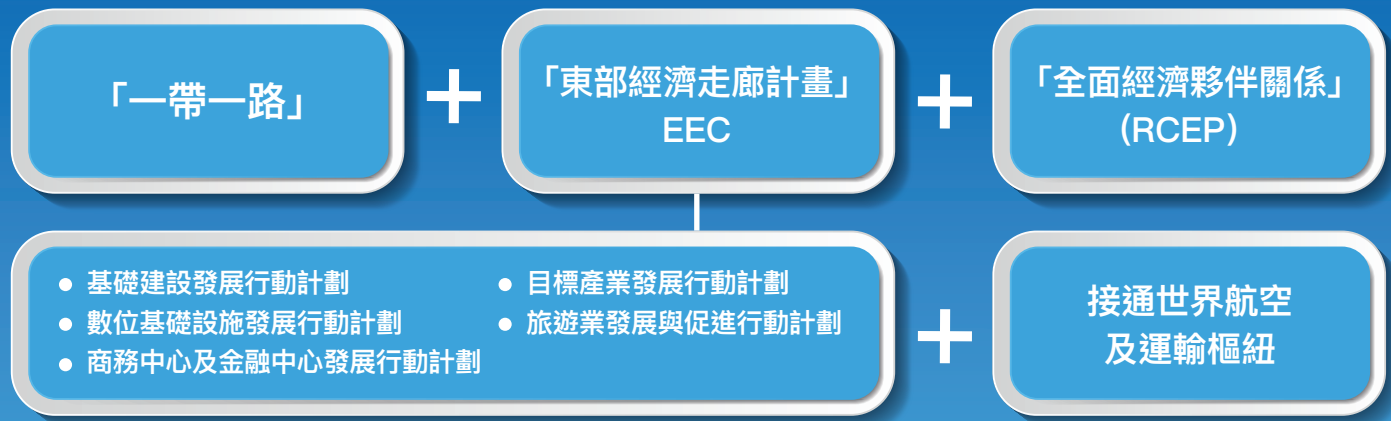 「一帶一路」
+
「東部經濟走廊計畫」
EEC
+
「全面經濟夥伴關係」
(RCEP)
● 基礎建設發展行動計劃
● 數位基礎設施發展行動計劃
● 商務中心及金融中心發展行動計劃
● 目標產業發展行動計劃
● 旅遊業發展與促進行動計劃
+
接通世界航空
及運輸樞紐